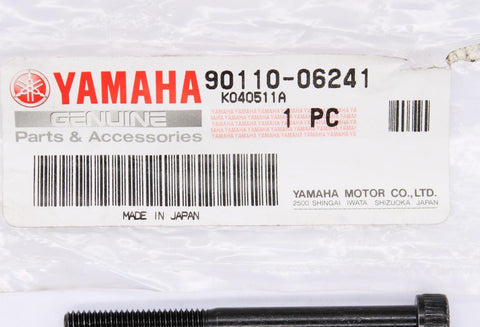 YAMAHA 90110-06241
K040511A
GENUINE
Parts & Accessories
1 PC
YAMAHA MOTOR CO.,LTD.
2500 SHINGAI IWATA SHIZUOKA JAPAN
MADE IN JAPAN